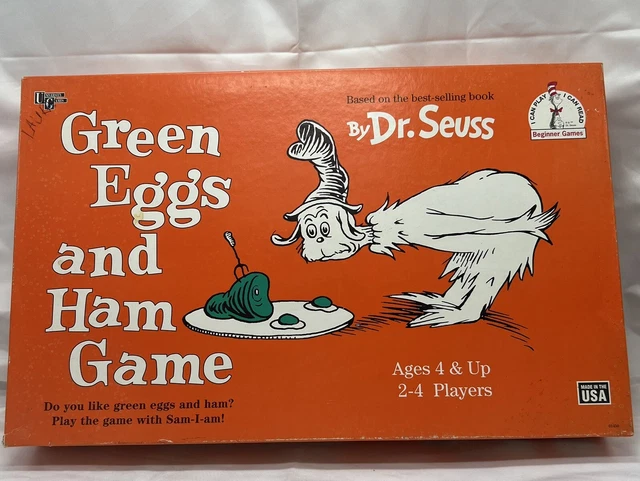 UNIVERSITY
GAMES
Green
Eggs
and
Ham
Game
Based on the best-selling book
By Dr. Seuss
I CAN PLAY I CAN READ
Beginner Games
Ages 4 & Up
2-4 Players
Do you like green eggs and ham?
Play the game with Sam-I-am!
MADE IN THE
USA